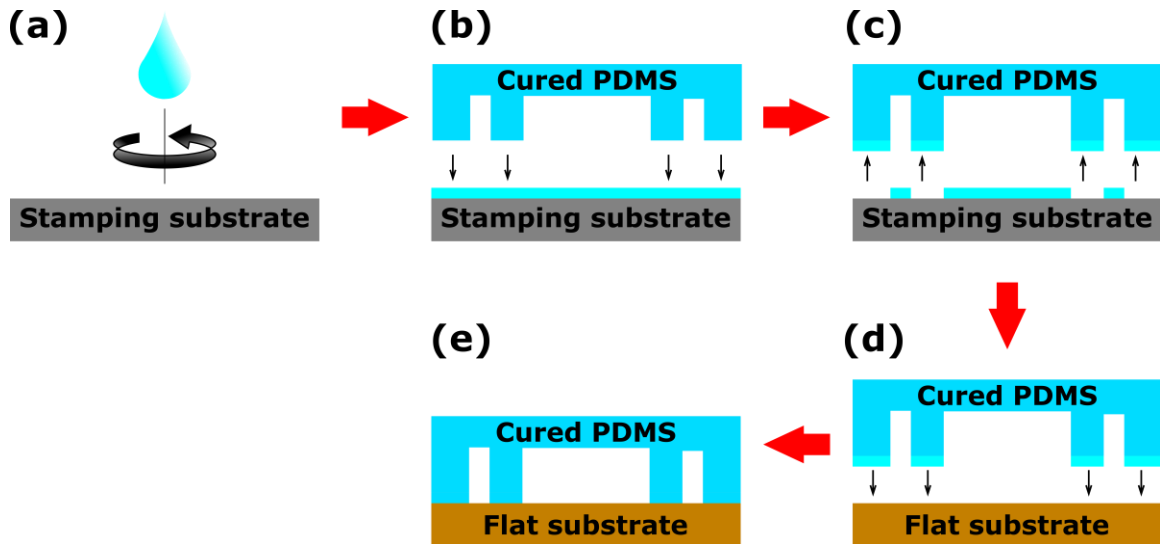 (a)
(b)
(c)
Cured PDMS
Cured PDMS
Stamping substrate
Stamping substrate
Stamping substrate
(e)
(d)
Cured PDMS
Cured PDMS
Flat substrate
Flat substrate